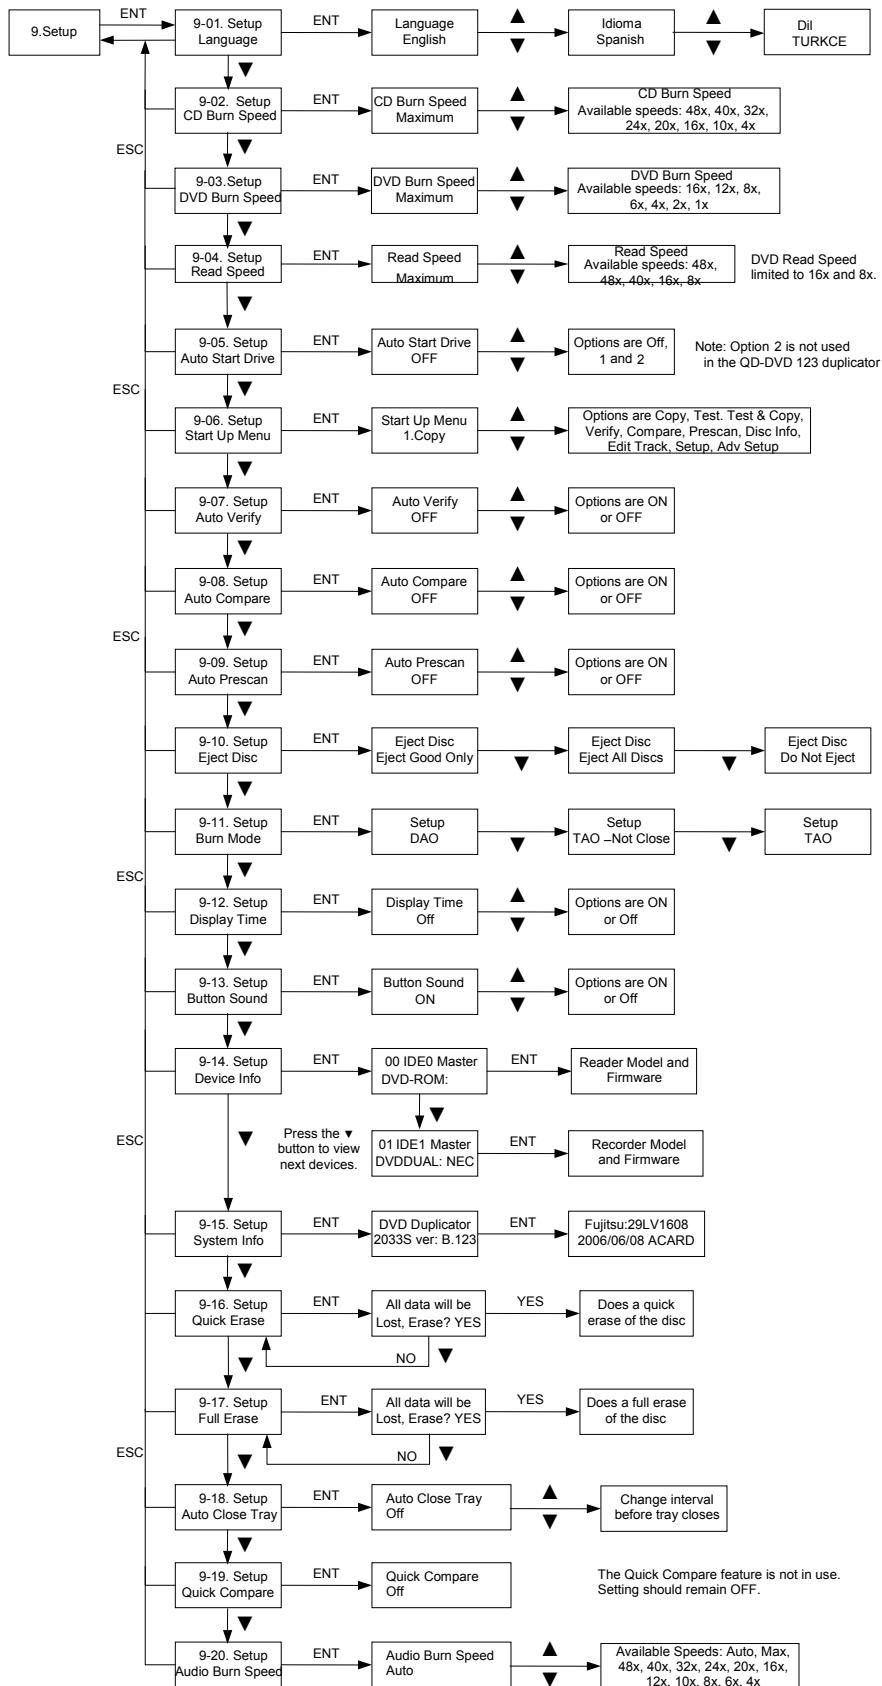 9.Setup
ENT
9-01. Setup
Language
ENT
Language
English
▲
▼
Idioma
Spanish
▲
▼
Dil
TURKCE
▼
9-02. Setup
CD Burn Speed
ENT
CD Burn Speed
Maximum
▲
▼
CD Burn Speed
Available speeds: 48x, 40x, 32x,
24x, 20x, 16x, 10x, 4x
ESC
▼
9-03.Setup
DVD Burn Speed
ENT
DVD Burn Speed
Maximum
▲
▼
DVD Burn Speed
Available speeds: 16x, 12x, 8x,
6x, 4x, 2x, 1x
▼
9-04. Setup
Read Speed
ENT
Read Speed
Maximum
▲
▼
Read Speed
Available speeds: 48x,
48x, 40x, 16x, 8x
DVD Read Speed
limited to 16x and 8x.
▼
9-05. Setup
Auto Start Drive
ENT
Auto Start Drive
OFF
▲
▼
Options are Off,
1 and 2
Note: Option 2 is not used
in the QD-DVD 123 duplicator
ESC
▼
9-06. Setup
Start Up Menu
ENT
Start Up Menu
1.Copy
▲
▼
Options are Copy, Test. Test & Copy,
Verify, Compare, Prescan, Disc Info,
Edit Track, Setup, Adv Setup
▼
9-07. Setup
Auto Verify
ENT
Auto Verify
OFF
▲
▼
Options are ON
or OFF
▼
9-08. Setup
Auto Compare
ENT
Auto Compare
OFF
▲
▼
Options are ON
or OFF
ESC
▼
9-09. Setup
Auto Prescan
ENT
Auto Prescan
OFF
▲
▼
Options are ON
or OFF
▼
9-10. Setup
Eject Disc
ENT
Eject Disc
Eject Good Only
▼
Eject Disc
Eject All Discs
▼
Eject Disc
Do Not Eject
▼
9-11. Setup
Burn Mode
ENT
Setup
DAO
▼
Setup
TAO –Not Close
▼
Setup
TAO
ESC
▼
9-12. Setup
Display Time
ENT
Display Time
Off
▲
▼
Options are ON
or Off
▼
9-13. Setup
Button Sound
ENT
Button Sound
ON
▲
▼
Options are ON
or Off
▼
9-14. Setup
Device Info
ENT
00 IDE0 Master
DVD-ROM:
ENT
Reader Model and
Firmware
▼
ESC
▼
Press the ▼
button to view
next devices.
01 IDE1 Master
DVDDUAL: NEC
ENT
Recorder Model
and Firmware
9-15. Setup
System Info
ENT
DVD Duplicator
2033S ver: B.123
ENT
Fujitsu:29LV1608
2006/06/08 ACARD
▼
9-16. Setup
Quick Erase
ENT
All data will be
Lost, Erase? YES
YES
Does a quick
erase of the disc
NO
▼
▼
9-17. Setup
Full Erase
ENT
All data will be
Lost, Erase? YES
YES
Does a full erase
of the disc
ESC
NO
▼
▼
9-18. Setup
Auto Close Tray
ENT
Auto Close Tray
Off
▲
▼
Change interval
before tray closes
▼
9-19. Setup
Quick Compare
ENT
Quick Compare
Off
The Quick Compare feature is not in use.
Setting should remain OFF.
▼
9-20. Setup
Audio Burn Speed
ENT
Audio Burn Speed
Auto
▲
▼
Available Speeds: Auto, Max,
48x, 40x, 32x, 24x, 20x, 16x,
12x, 10x, 8x, 6x, 4x